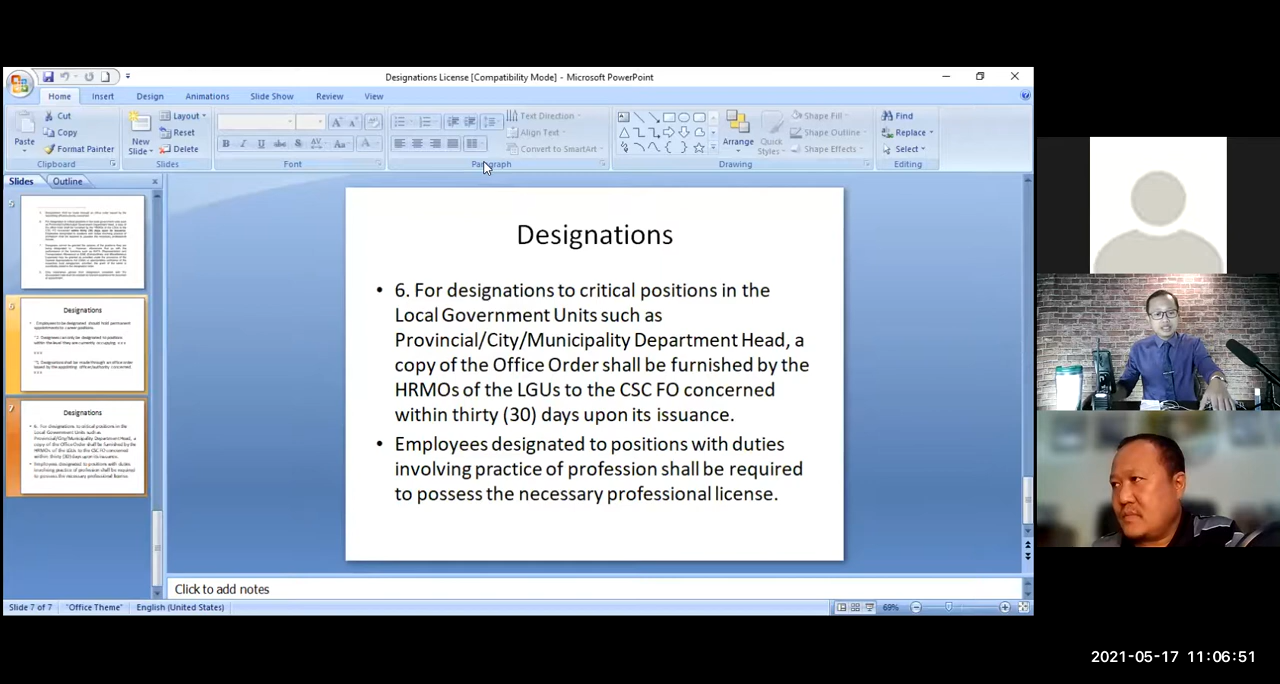 Designations License [Compatibility Mode] - Microsoft PowerPoint
Home Insert Design Animations Slide Show Review View
Paste
Cut
Copy
Format Painter
Clipboard
New Slide
Layout
Reset
Delete
Slides
Font
Text Direction
Align Text
Convert to SmartArt
Paragraph
Arrange
Quick Styles
Shape Fill
Shape Outline
Shape Effects
Drawing
Find
Replace
Select
Editing
Slides Outline
5
6
Designations
7
Designations
Designations
• 6. For designations to critical positions in the
Local Government Units such as
Provincial/City/Municipality Department Head, a
copy of the Office Order shall be furnished by the
HRMOs of the LGUs to the CSC FO concerned
within thirty (30) days upon its issuance.
• Employees designated to positions with duties
involving practice of profession shall be required
to possess the necessary professional license.
Click to add notes
Slide 7 of 7 "Office Theme" English (United States) 69%
2021-05-17 11:06:51